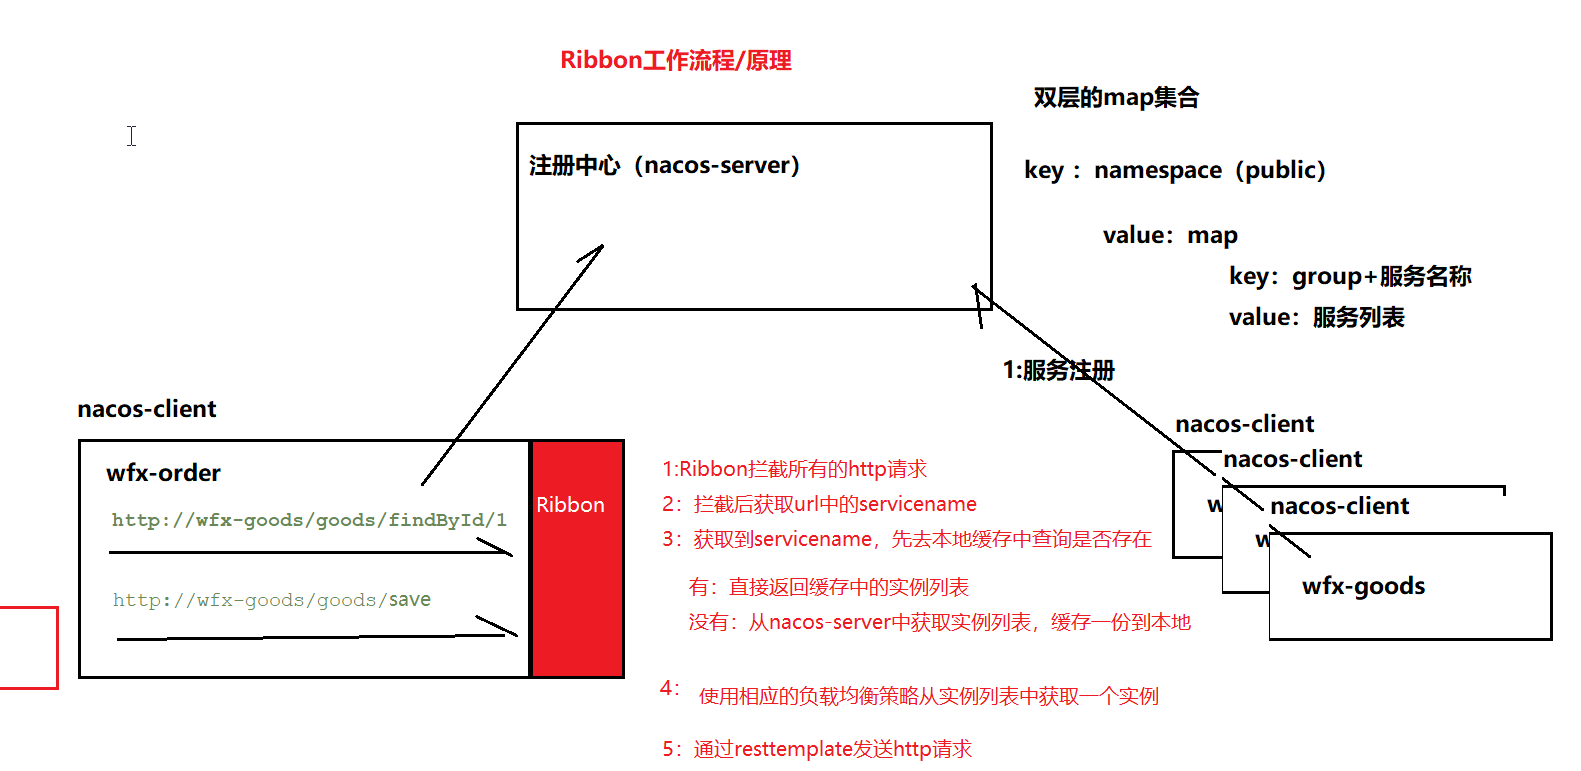 Ribbon工作流程/原理
双层的map集合
注册中心（nacos-server）
key： namespace（public）
value：map
key：group+服务名称
value：服务列表
1:服务注册
nacos-client
wfx-order
http://wfx-goods/goods/findById/1
http://wfx-goods/goods/save
Ribbon
1:Ribbon拦截所有的http请求
2：拦截后获取url中的servicename
3：获取到servicename，先去本地缓存中查询是否存在
有：直接返回缓存中的实例列表
没有：从nacos-server中获取实例列表，缓存一份到本地
4： 使用相应的负载均衡策略从实例列表中获取一个实例
5：通过resttemplate发送http请求
nacos-client
nacos-client
nacos-client
w
w
wfx-goods